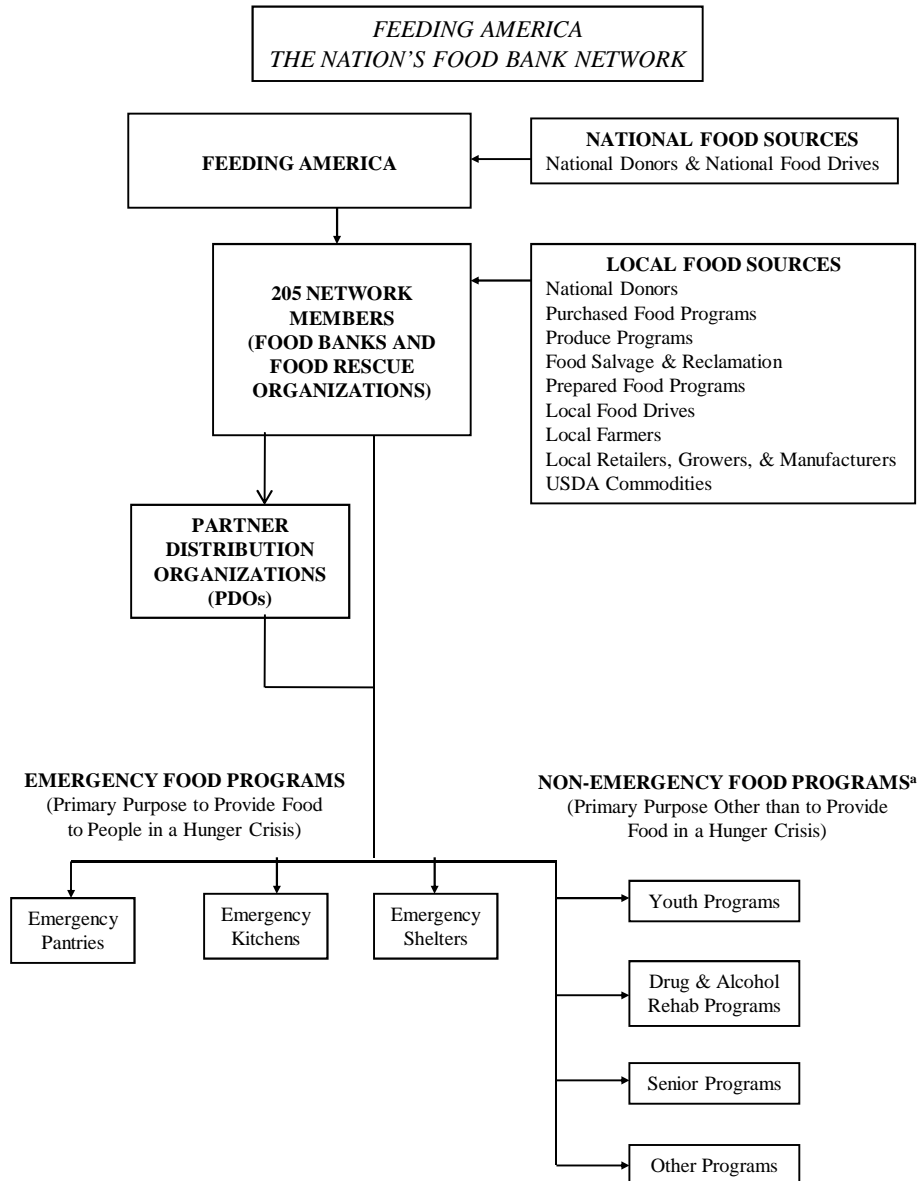 FEEDING AMERICA
THE NATION'S FOOD BANK NETWORK
FEEDING AMERICA
NATIONAL FOOD SOURCES
National Donors & National Food Drives
205 NETWORK
MEMBERS
(FOOD BANKS AND
FOOD RESCUE
ORGANIZATIONS)
LOCAL FOOD SOURCES
National Donors
Purchased Food Programs
Produce Programs
Food Salvage & Reclamation
Prepared Food Programs
Local Food Drives
Local Farmers
Local Retailers, Growers, & Manufacturers
USDA Commodities
PARTNER
DISTRIBUTION
ORGANIZATIONS
(PDOs)
EMERGENCY FOOD PROGRAMS
(Primary Purpose to Provide Food
to People in a Hunger Crisis)
NON-EMERGENCY FOOD PROGRAMSᵃ
(Primary Purpose Other than to Provide
Food in a Hunger Crisis)
Emergency
Pantries
Emergency
Kitchens
Emergency
Shelters
Youth Programs
Drug & Alcohol
Rehab Programs
Senior Programs
Other Programs